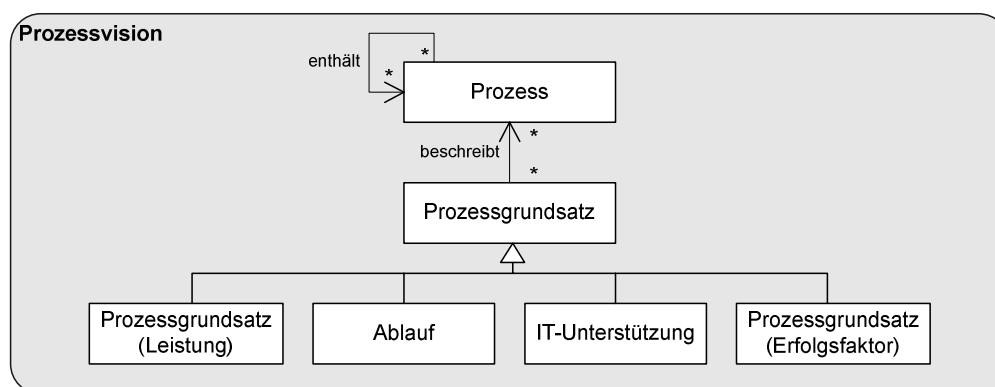 Prozessvision
enthält
*
*
Prozess
*
beschreibt
*
Prozessgrundsatz
Prozessgrundsatz
(Leistung)
Ablauf
IT-Unterstützung
Prozessgrundsatz
(Erfolgsfaktor)